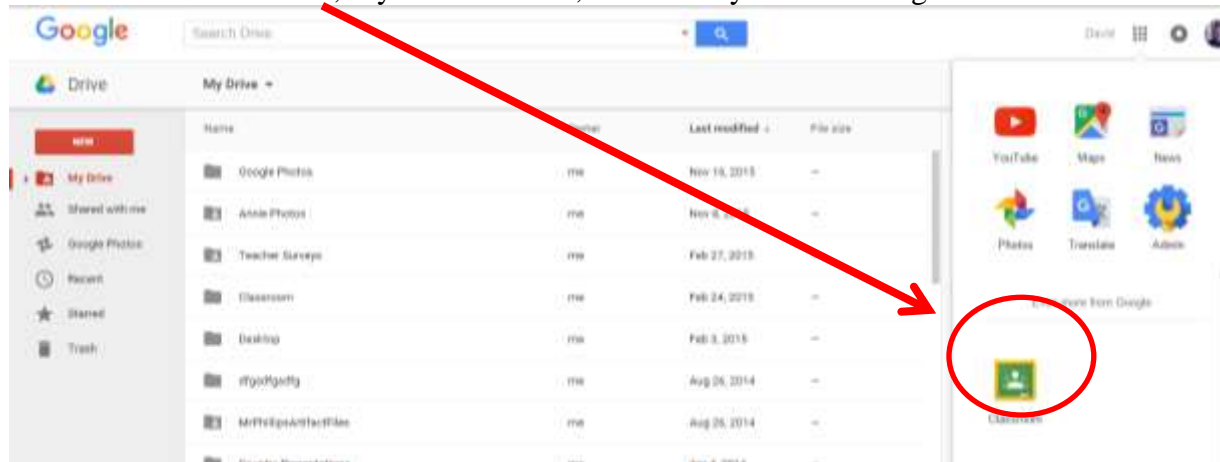 Google Search Drive David
Drive My Drive
NEW Name Last modified File size
My Drive Google Photos me Nov 16, 2015 –
Shared with me Annie Photos me Nov
Google Photos Teacher Surveys me Feb 27, 2015
Recent Classroom me Feb 24, 2015 –
Starred Desktop me Feb 3, 2015 –
Trash me Aug 26, 2014 –
MrPhillipsArtifactFiles me Aug 26, 2014 –
YouTube Maps News
Photos Translate Admin
more from Google
Classroom